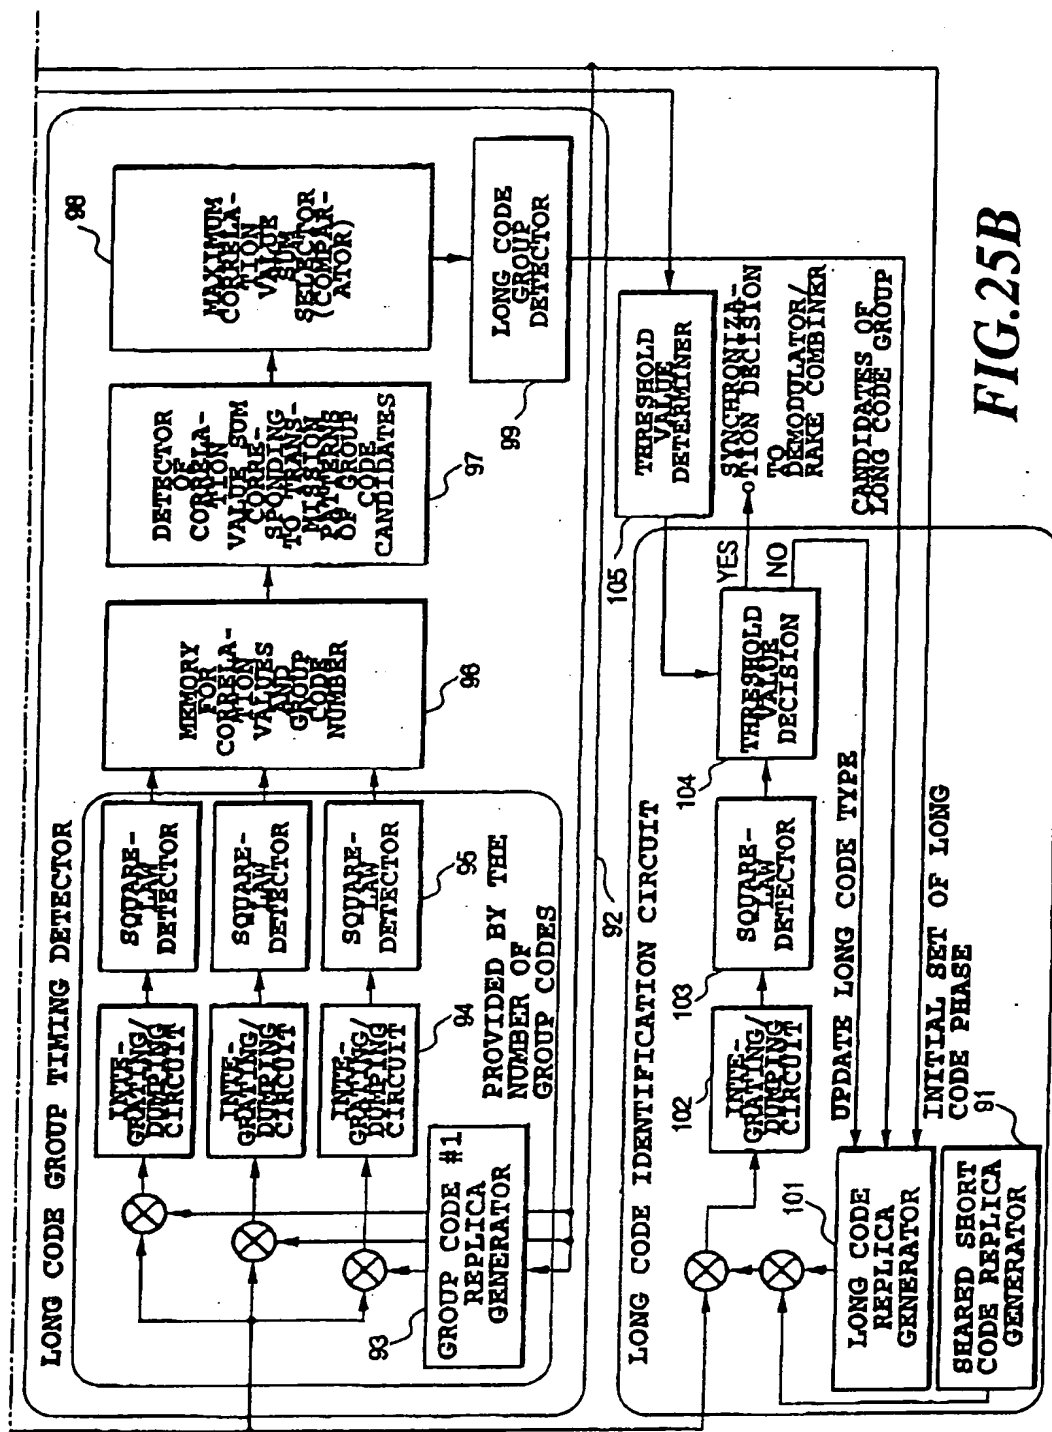 LONG CODE GROUP TIMING DETECTOR
INTE-
GRATING/
DUMPING
CIRCUIT
SQUARE-
LAW
DETECTOR
INTE-
GRATING/
DUMPING
CIRCUIT
SQUARE-
LAW
DETECTOR
INTE-
GRATING/
DUMPING
CIRCUIT
SQUARE-
LAW
DETECTOR
94
95
93
GROUP CODE #1
REPLICA
GENERATOR
PROVIDED BY THE
NUMBER OF
GROUP CODES
MEMORY
FOR
CORRELA-
TION
VALUES
AND
GROUP
CODE
NUMBER
96
DETECTOR
OF
CORRELA-
TION
VALUE SUM
CORRE-
SPONDING
TO TRANS-
MISSION
PATTERNS
OF GROUP
CODE
CANDIDATES
97
98
MAXIMUM
CORRELA-
TION
VALUE
SUM
SELECTOR
(COMPAR-
ATOR)
LONG CODE
GROUP
DETECTOR
99
92
LONG CODE IDENTIFICATION CIRCUIT
102
INTE-
GRATING/
DUMPING
CIRCUIT
103
SQUARE-
LAW
DETECTOR
104
THRESHOLD
VALUE
DECISION
YES
NO
105
THRESHOLD
VALUE
DETERMINER
SYNCHRONIZA-
TION DECISION
TO
DEMODULATOR/
RAKE COMBINER
CANDIDATES OF
LONG CODE GROUP
UPDATE LONG CODE TYPE
101
LONG CODE
REPLICA
GENERATOR
INITIAL SET OF LONG
CODE PHASE
91
SHARED SHORT
CODE REPLICA
GENERATOR
FIG.25B